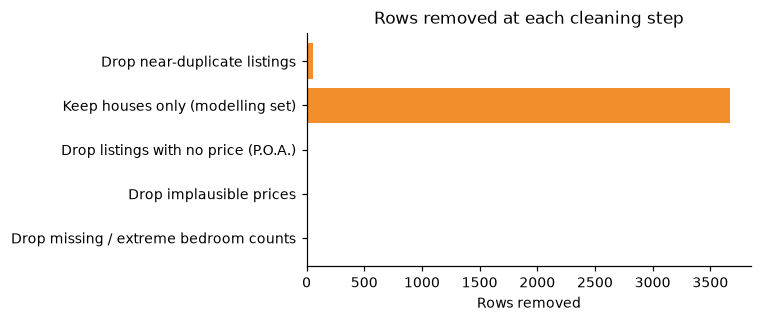 Rows removed at each cleaning step
Drop near-duplicate listings
Keep houses only (modelling set)
Drop listings with no price (P.O.A.)
Drop implausible prices
Drop missing / extreme bedroom counts
0 500 1000 1500 2000 2500 3000 3500
Rows removed